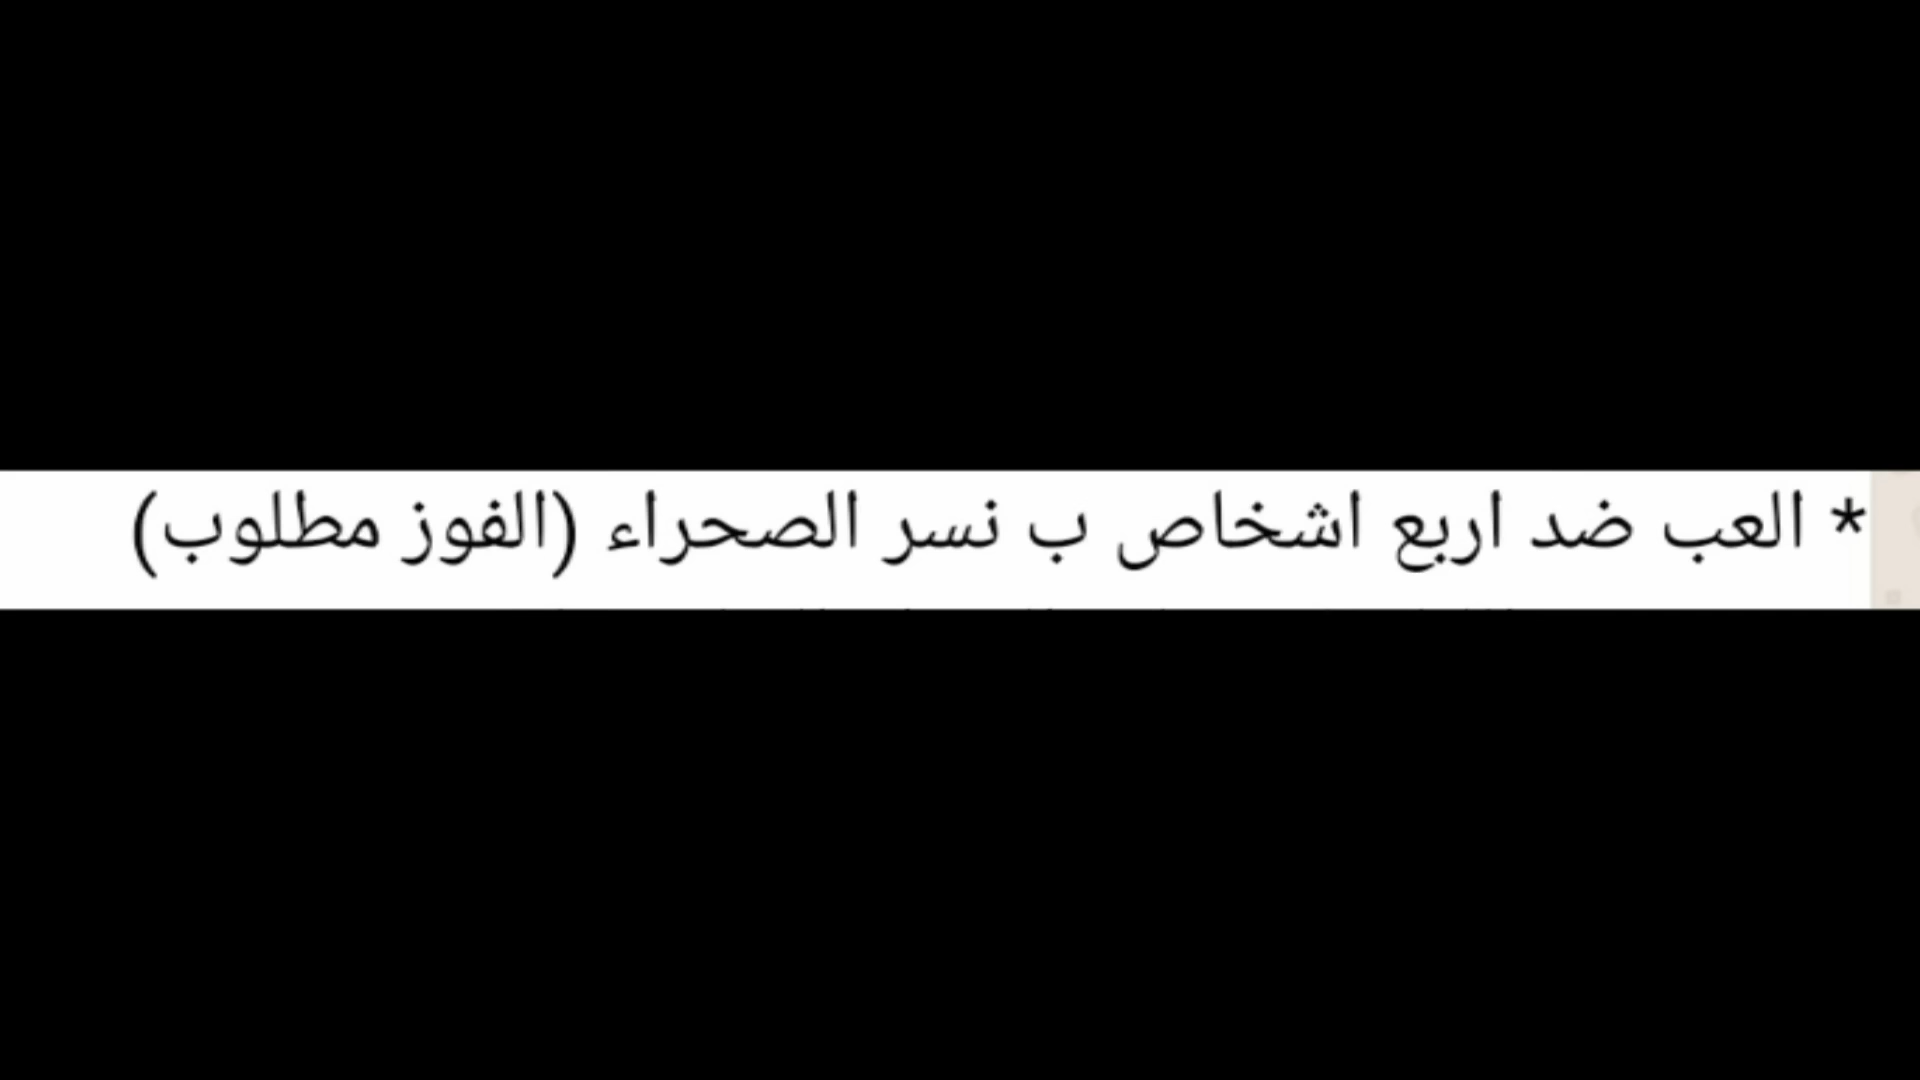 * العب ضد اربع اشخاص ب نسر الصحراء (الفوز مطلوب)